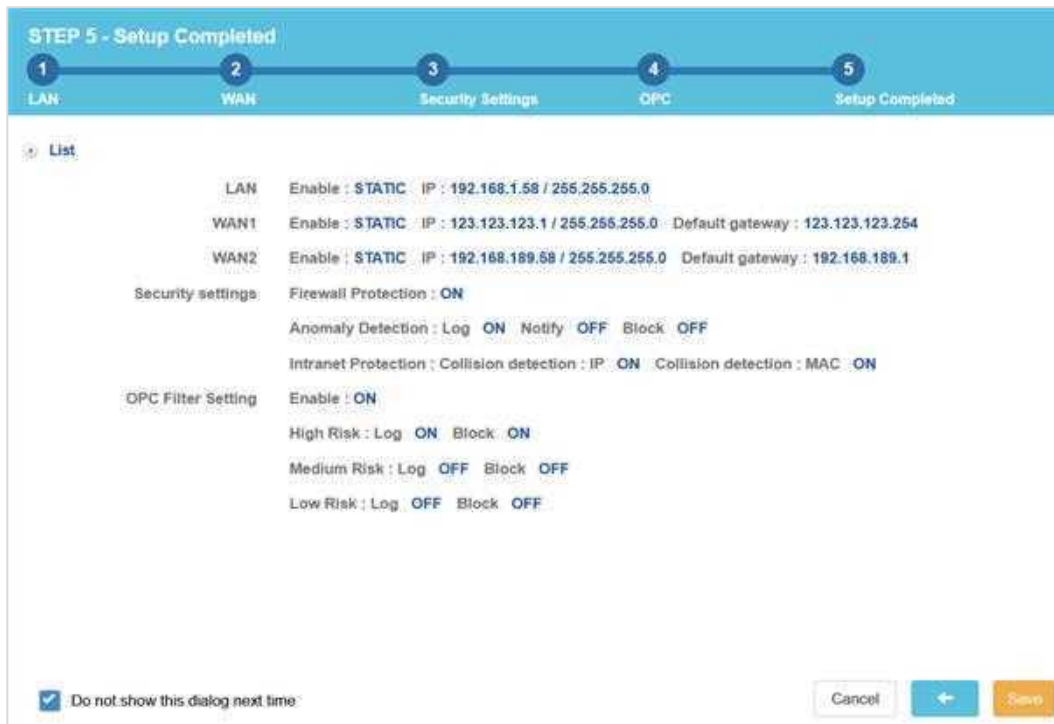 STEP 5 - Setup Completed
1 2 3 4 5
LAN WAN Security Settings OPC Setup Completed
List
LAN Enable : STATIC IP : 192.168.1.58 / 255.255.255.0
WAN1 Enable : STATIC IP : 123.123.123.1 / 255.255.255.0 Default gateway : 123.123.123.254
WAN2 Enable : STATIC IP : 192.168.189.58 / 255.255.255.0 Default gateway : 192.168.189.1
Security settings Firewall Protection : ON
Anomaly Detection : Log ON Notify OFF Block OFF
Intranet Protection : Collision detection : IP ON Collision detection : MAC ON
OPC Filter Setting Enable : ON
High Risk : Log ON Block ON
Medium Risk : Log OFF Block OFF
Low Risk : Log OFF Block OFF
Do not show this dialog next time Cancel Save